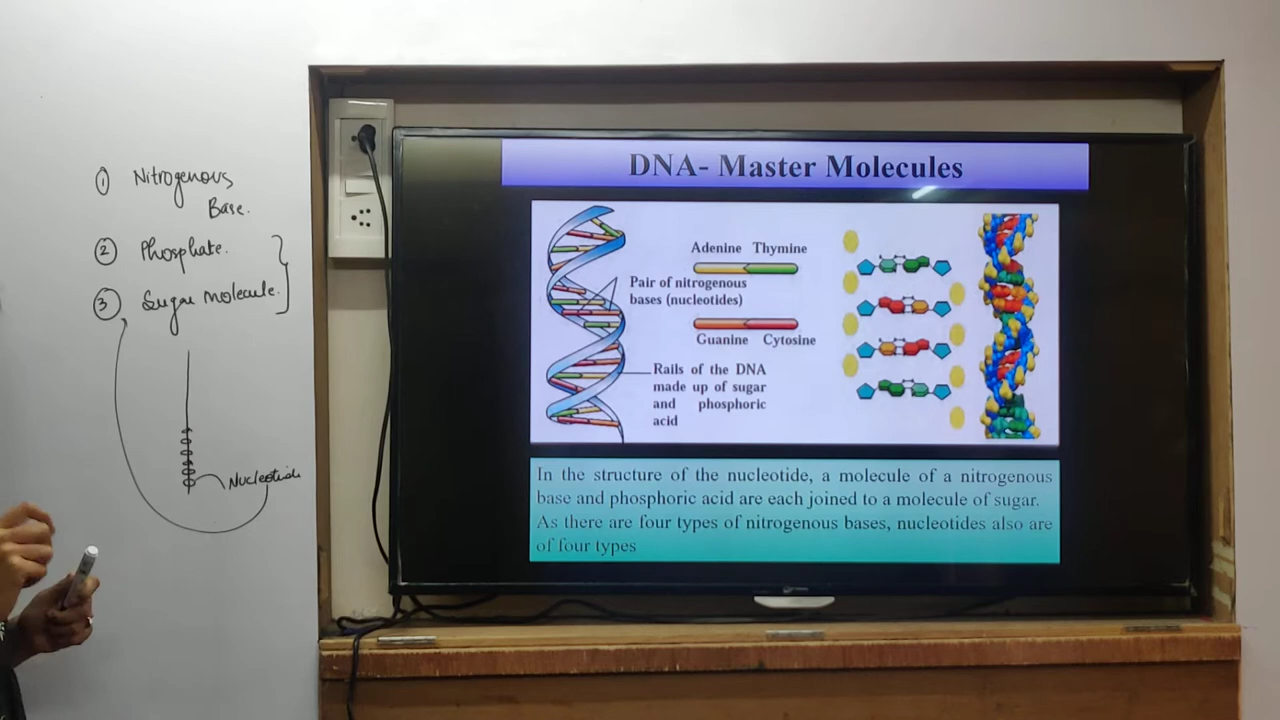 ① Nitrogenous
Base.
② Phosphate.
③ Sugar molecule.
Nucleotide
DNA- Master Molecules
Adenine Thymine
Pair of nitrogenous
bases (nucleotides)
Guanine Cytosine
Rails of the DNA
made up of sugar
and phosphoric
acid
In the structure of the nucleotide, a molecule of a nitrogenous
base and phosphoric acid are each joined to a molecule of sugar.
As there are four types of nitrogenous bases, nucleotides also are
of four types